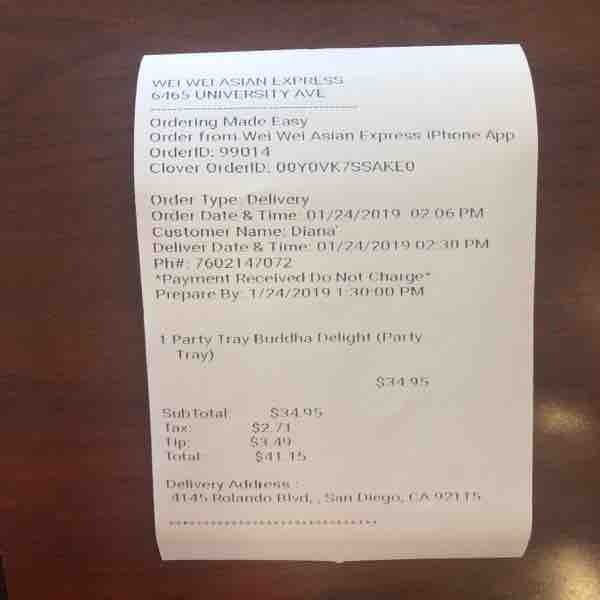 WEI WEI ASIAN EXPRESS
6465 UNIVERSITY AVE
--------------------------------
Ordering Made Easy
Order from Wei Wei Asian Express iPhone App
OrderID: 99014
Clover OrderID: 00Y0VK7SSAKE0
Order Type: Delivery
Order Date & Time: 01/24/2019 02:06 PM
Customer Name: Diana'
Deliver Date & Time: 01/24/2019 02:30 PM
Ph#: 7602147072
*Payment Received Do Not Charge*
Prepare By: 1/24/2019 1:30:00 PM
1 Party Tray Buddha Delight (Party
Tray)
$34.95
SubTotal: $34.95
Tax: $2.71
Tip: $3.49
Total: $41.15
Delivery Address :
4145 Rolando Blvd, , San Diego, CA 92115
********************************